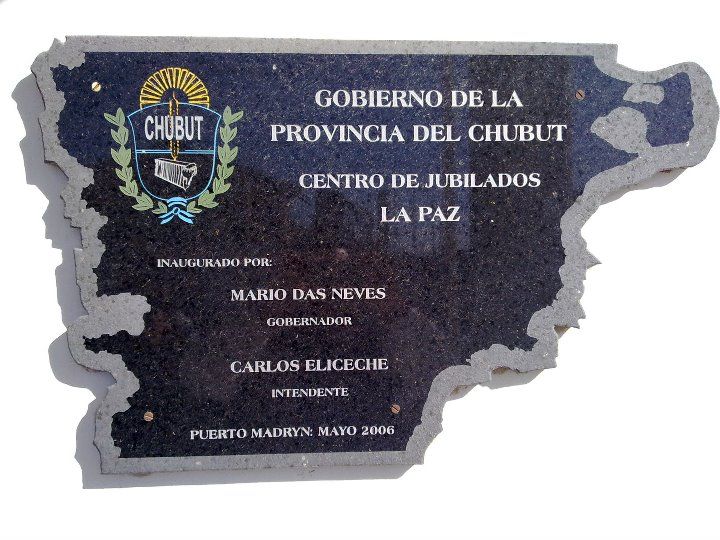 CHUBUT
GOBIERNO DE LA
PROVINCIA DEL CHUBUT
CENTRO DE JUBILADOS
LA PAZ
INAUGURADO POR:
MARIO DAS NEVES
GOBERNADOR
CARLOS ELICECHE
INTENDENTE
PUERTO MADRYN: MAYO 2006